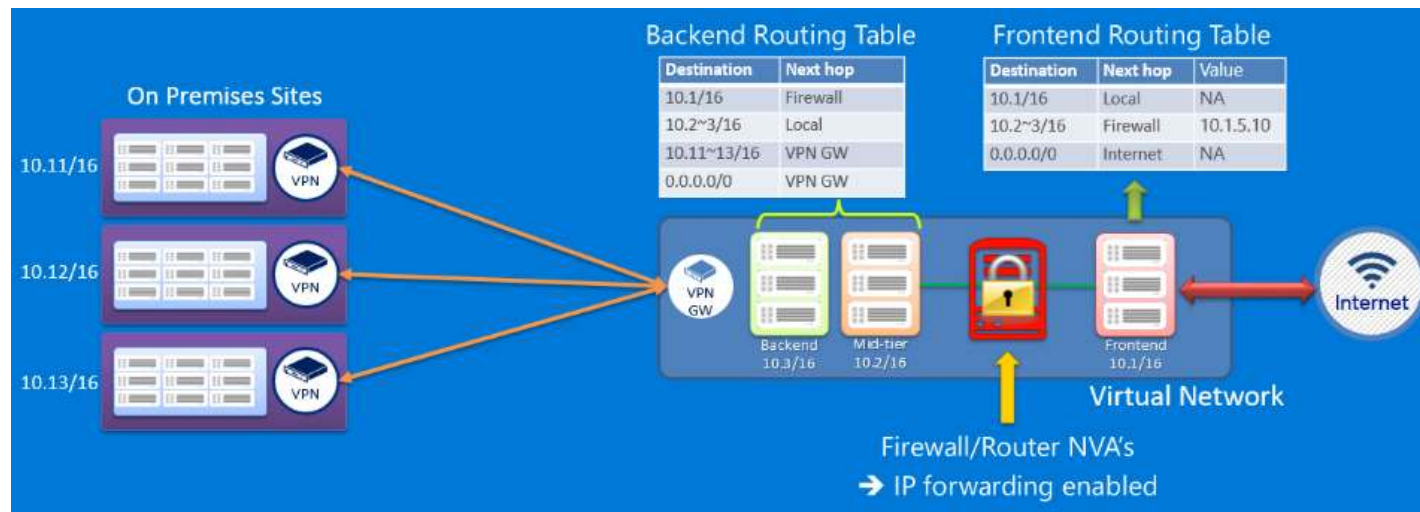 Backend Routing Table
Destination Next hop
10.1/16 Firewall
10.2~3/16 Local
10.11~13/16 VPN GW
0.0.0.0/0 VPN GW
Frontend Routing Table
Destination Next hop Value
10.1/16 Local NA
10.2~3/16 Firewall 10.1.5.10
0.0.0.0/0 Internet NA
On Premises Sites
10.11/16
VPN
10.12/16
VPN
10.13/16
VPN
VPN
GW
Backend
10.3/16
Mid-tier
10.2/16
Frontend
10.1/16
Internet
Virtual Network
Firewall/Router NVA's
➔ IP forwarding enabled